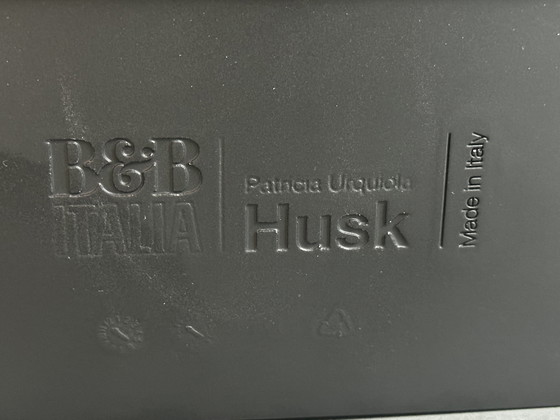 B&B
ITALIA
Patricia Urquiola
Husk
Made in Italy